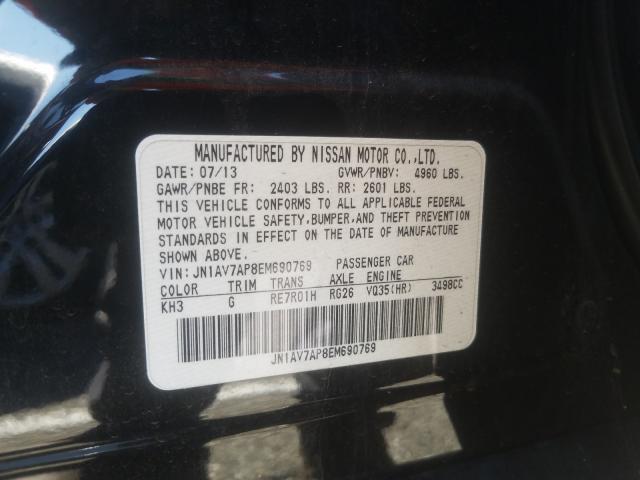 MANUFACTURED BY NISSAN MOTOR CO.,LTD.
DATE: 07/13 GVWR/PNBV: 4960 LBS.
GAWR/PNBE FR: 2403 LBS. RR: 2601 LBS.
THIS VEHICLE CONFORMS TO ALL APPLICABLE FEDERAL
MOTOR VEHICLE SAFETY, BUMPER, AND THEFT PREVENTION
STANDARDS IN EFFECT ON THE DATE OF MANUFACTURE
SHOWN ABOVE.
VIN: JN1AV7AP8EM690769 PASSENGER CAR
COLOR TRIM TRANS AXLE ENGINE
KH3 G RE7R01H RG26 VQ35(HR) 3498CC
JN1AV7AP8EM690769